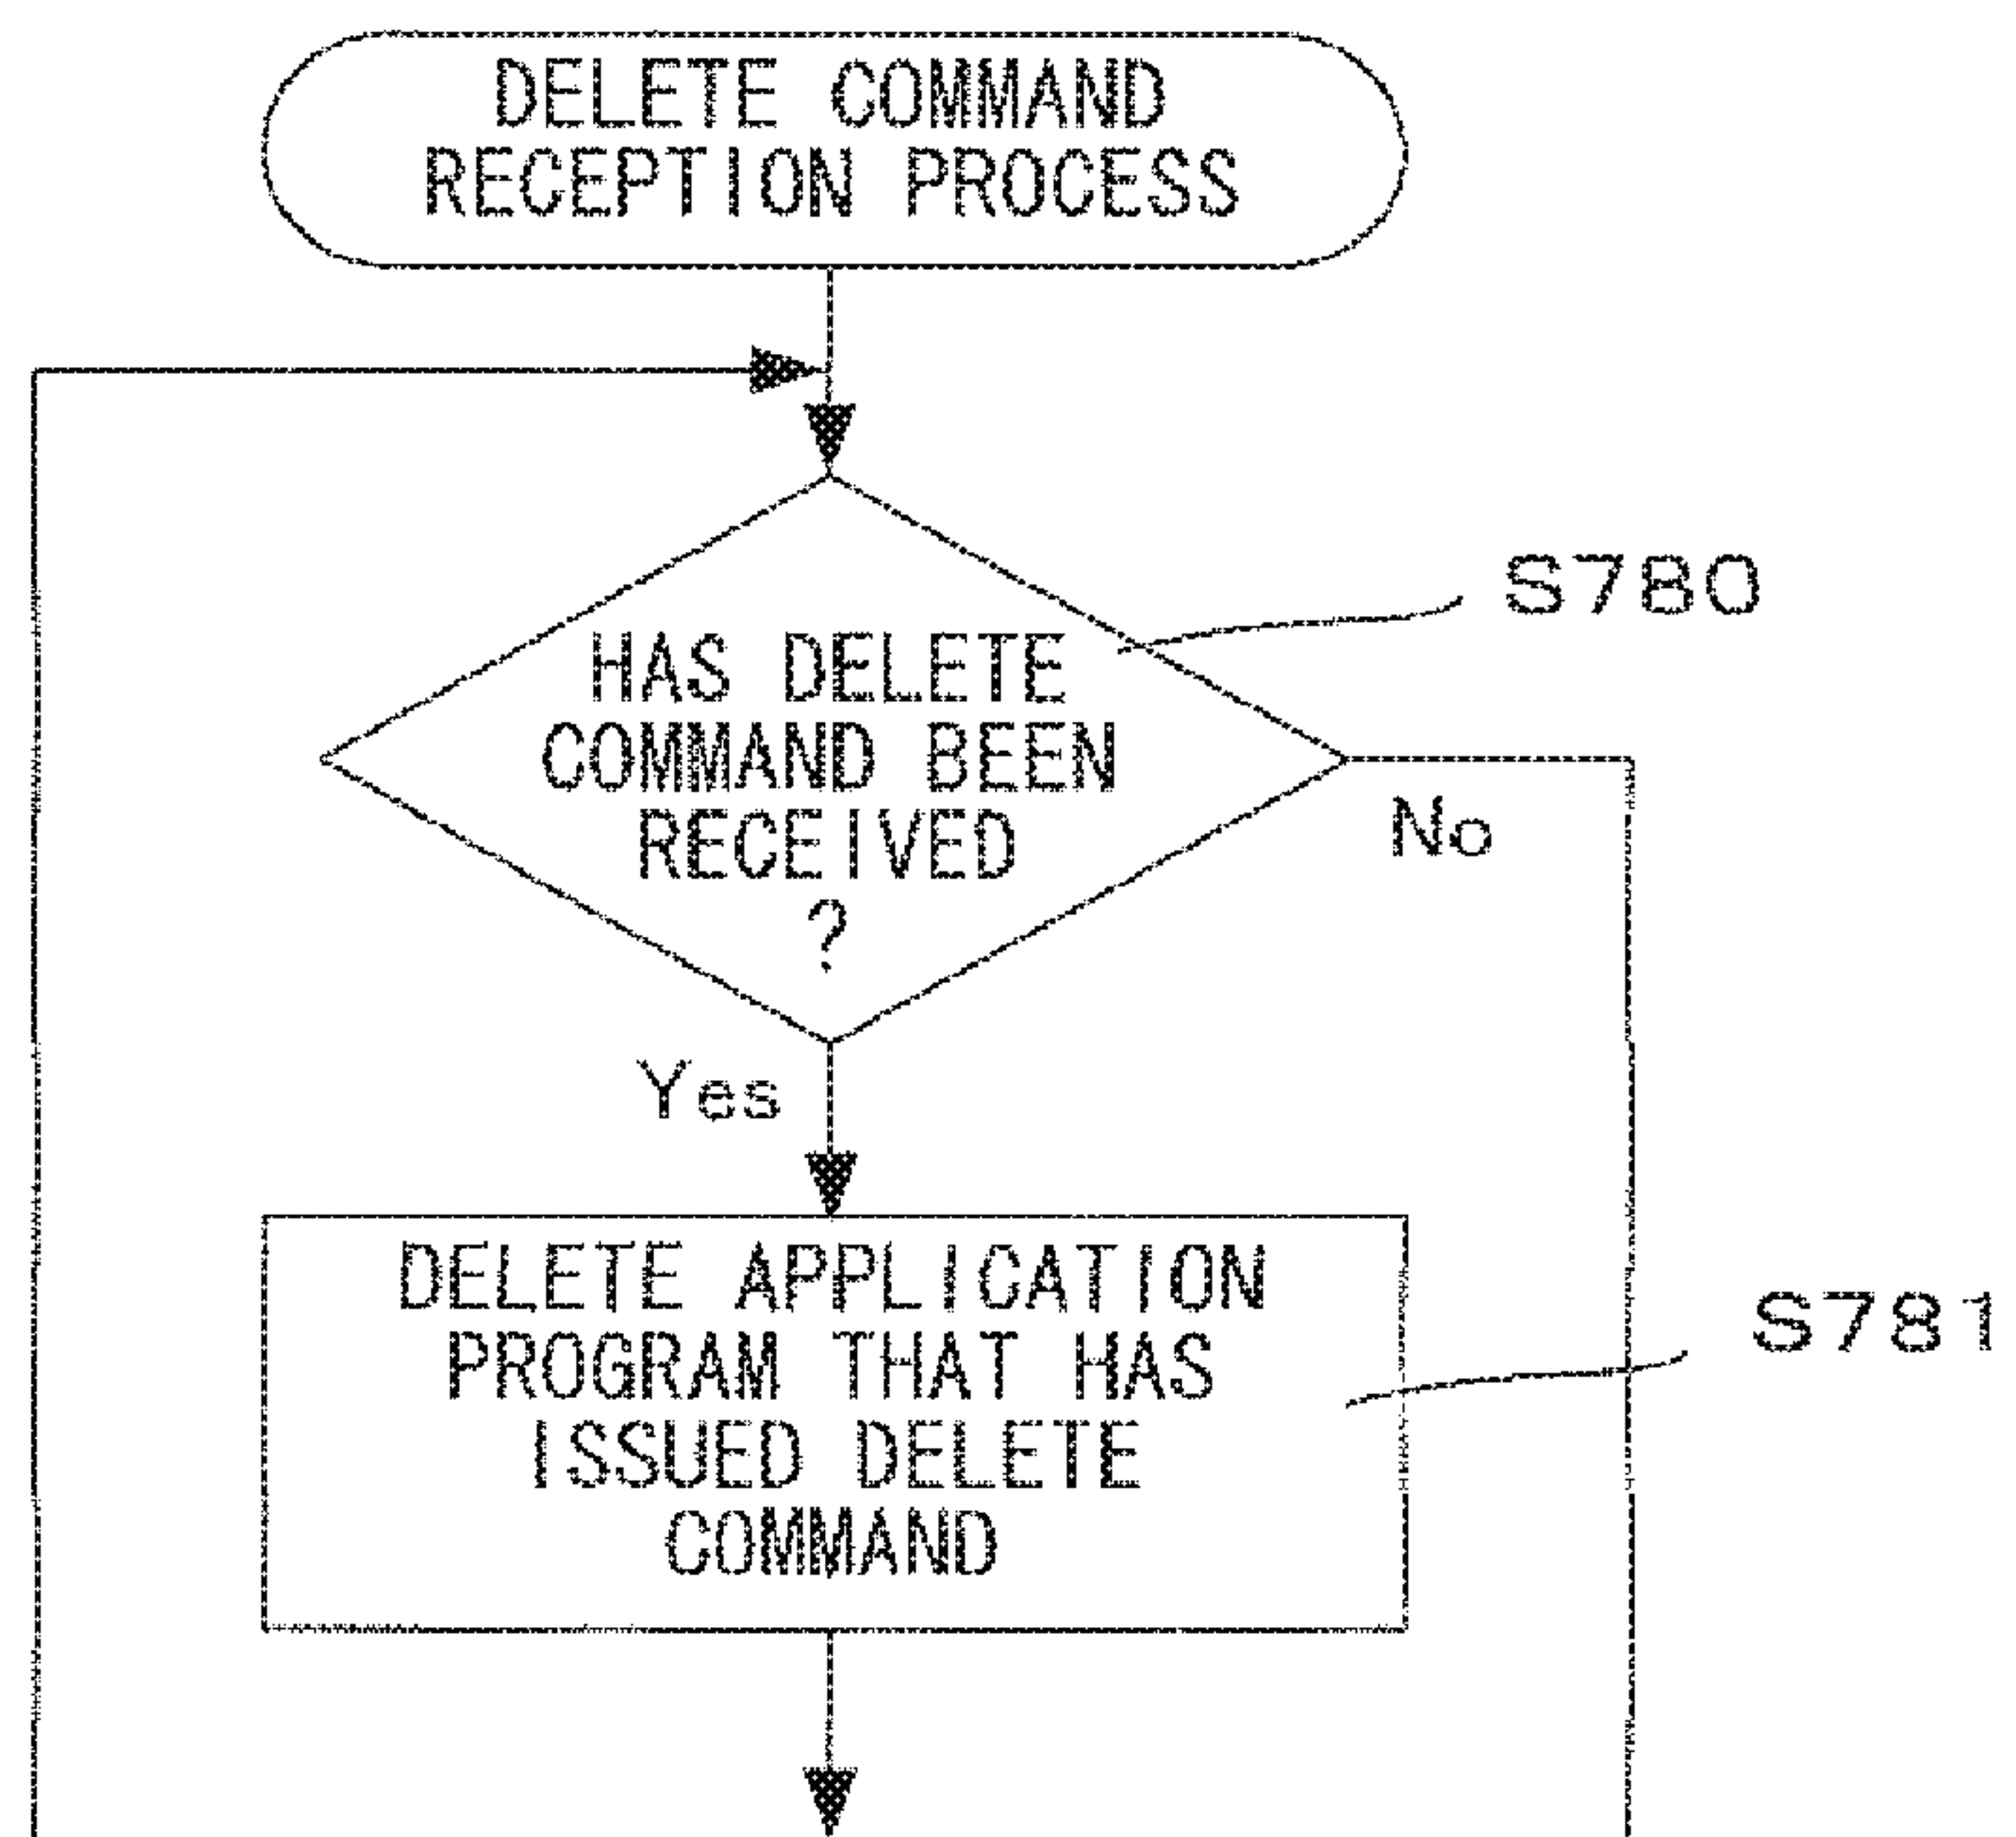 DELETE COMMAND
RECEPTION PROCESS
S780
HAS DELETE
COMMAND BEEN
RECEIVED
?
No
Yes
DELETE APPLICATION
PROGRAM THAT HAS
ISSUED DELETE
COMMAND
S781